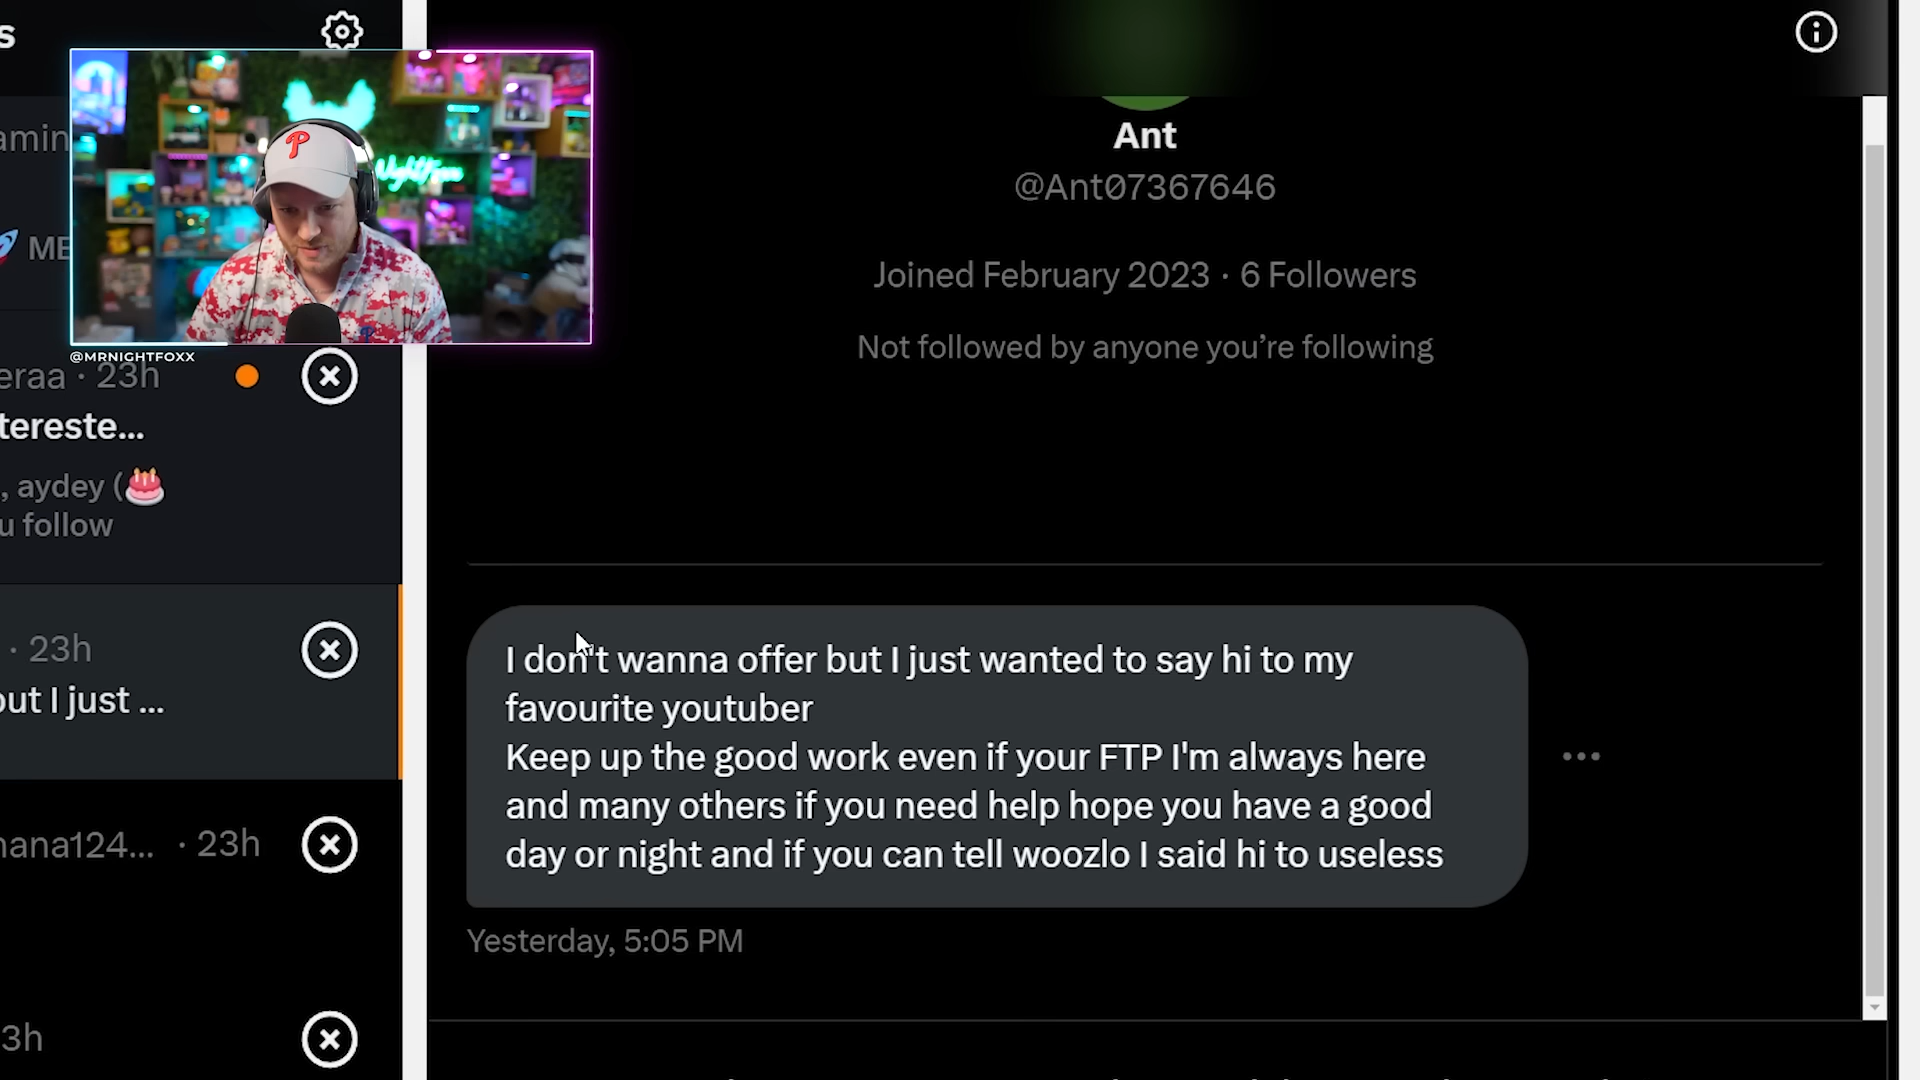 s
amin
ME
P
NightFoxx
@MRNIGHTFOXX
eraa · 23h
tereste...
, aydey (🎂
u follow
· 23h
out I just ...
nana124... · 23h
3h
Ant
@Ant07367646
Joined February 2023 · 6 Followers
Not followed by anyone you’re following
I don't wanna offer but I just wanted to say hi to my
favourite youtuber
Keep up the good work even if your FTP I'm always here
and many others if you need help hope you have a good
day or night and if you can tell woozlo I said hi to useless
Yesterday, 5:05 PM